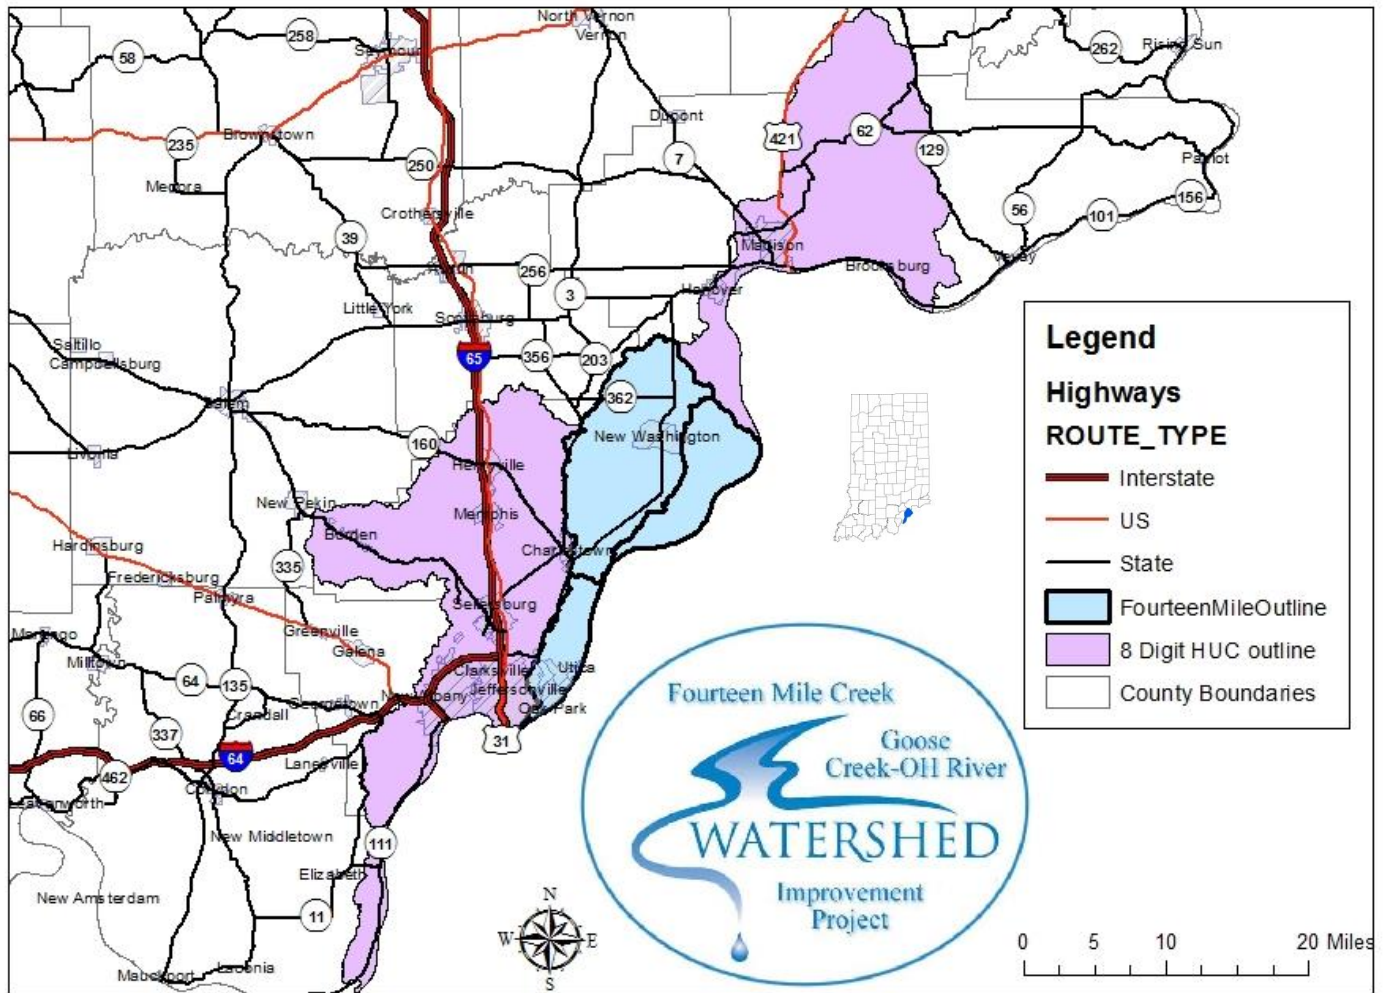 North Vernon
Vernon
258
262
Rising Sun
58
Seymour
Dupont
421
62
Brownstown
235
129
250
7
Patriot
Medora
156
Crothersville
56
101
39
Madison
Austin
256
Brooksburg
Vevay
3
Hanover
Little York
Scottsburg
Saltillo
65
356
203
Campbellsburg
362
Salem
New Washington
160
Livonia
Henryville
New Pekin
Memphis
Borden
Hardinsburg
Charlestown
335
Fredericksburg
Palmyra
Sellersburg
Greenville
Marengo
Galena
Milltown
Clarksville
Utica
64
135
Jeffersonville
Georgetown
New Albany
Oak Park
66
Crandall
337
31
64
Lanesville
462
Corydon
Leavenworth
New Middletown
111
Elizabeth
New Amsterdam
11
Mauckport
Laconia
Legend
Highways
ROUTE_TYPE
Interstate
US
State
FourteenMileOutline
8 Digit HUC outline
County Boundaries
Fourteen Mile Creek
Goose
Creek-OH River
WATERSHED
Improvement
Project
N
W E
S
0 5 10 20 Miles